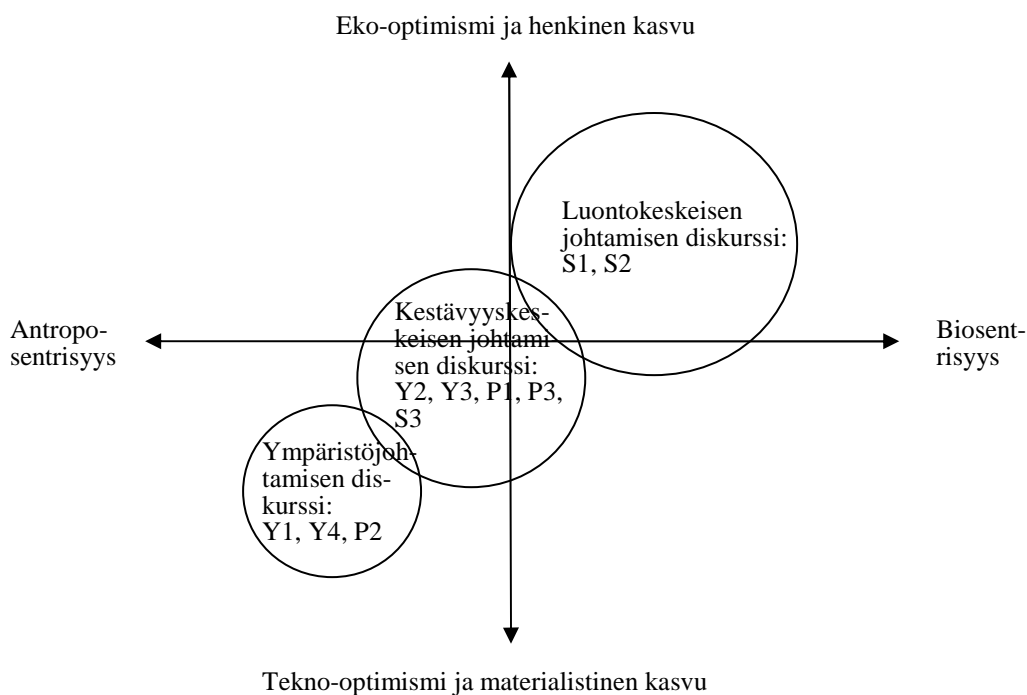 Eko-optimismi ja henkinen kasvu
Luontokeskeisen
johtamisen diskurssi:
S1, S2
Kestävyyskes-
keisen johtami
sen diskurssi:
Y2, Y3, P1, P3,
S3
Antropo-
sentrisyys
Biosent-
risyys
Ympäristöjoh-
tamisen dis-
kurssi:
Y1, Y4, P2
Tekno-optimismi ja materialistinen kasvu